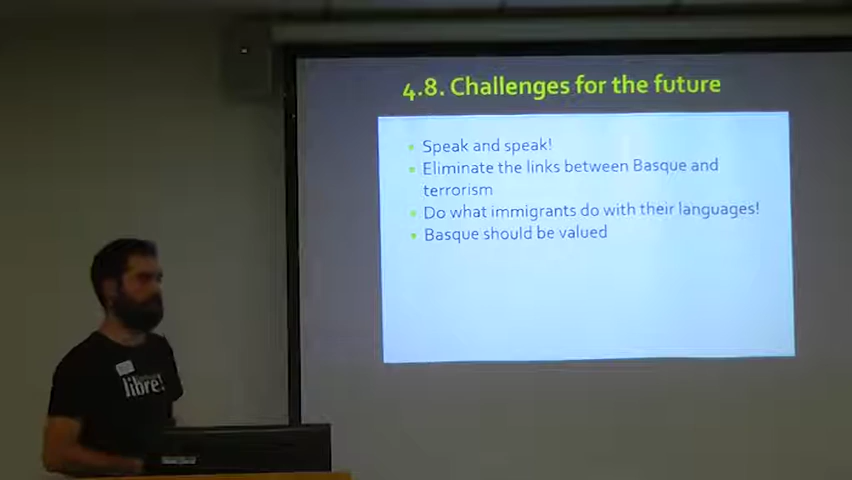 4.8. Challenges for the future
Speak and speak!
Eliminate the links between Basque and
terrorism
Do what immigrants do with their languages!
Basque should be valued
libre!